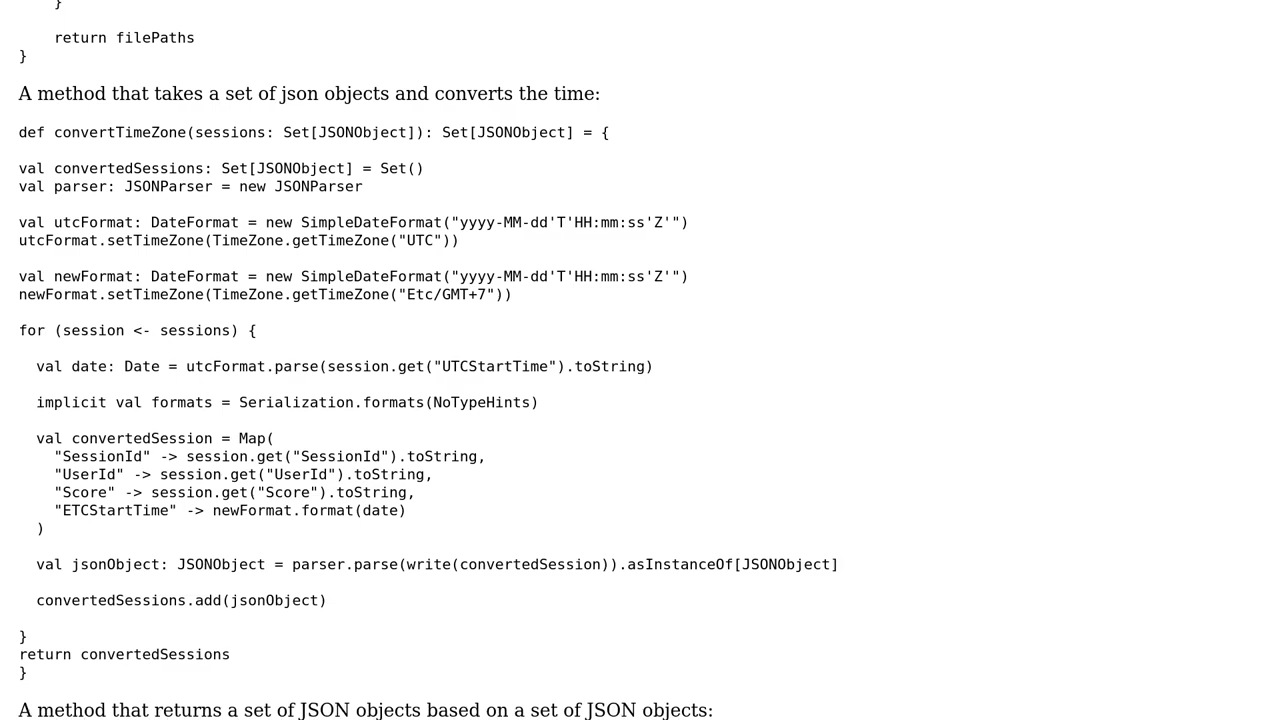 }
return filePaths
}
A method that takes a set of json objects and converts the time:
def convertTimeZone(sessions: Set[JSONObject]): Set[JSONObject] = {
val convertedSessions: Set[JSONObject] = Set()
val parser: JSONParser = new JSONParser
val utcFormat: DateFormat = new SimpleDateFormat("yyyy-MM-dd'T'HH:mm:ss'Z'")
utcFormat.setTimeZone(TimeZone.getTimeZone("UTC"))
val newFormat: DateFormat = new SimpleDateFormat("yyyy-MM-dd'T'HH:mm:ss'Z'")
newFormat.setTimeZone(TimeZone.getTimeZone("Etc/GMT+7"))
for (session <- sessions) {
val date: Date = utcFormat.parse(session.get("UTCStartTime").toString)
implicit val formats = Serialization.formats(NoTypeHints)
val convertedSession = Map(
"SessionId" -> session.get("SessionId").toString,
"UserId" -> session.get("UserId").toString,
"Score" -> session.get("Score").toString,
"ETCStartTime" -> newFormat.format(date)
)
val jsonObject: JSONObject = parser.parse(write(convertedSession)).asInstanceOf[JSONObject]
convertedSessions.add(jsonObject)
}
return convertedSessions
}
A method that returns a set of JSON objects based on a set of JSON objects: